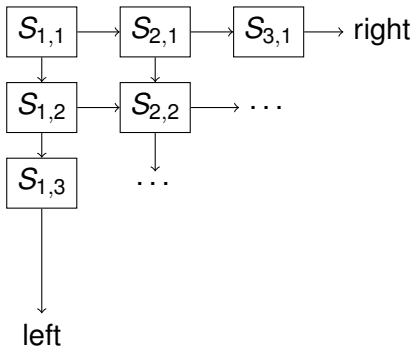 S1,1 S2,1 S3,1 right
S1,2 S2,2 ...
S1,3 ...
left